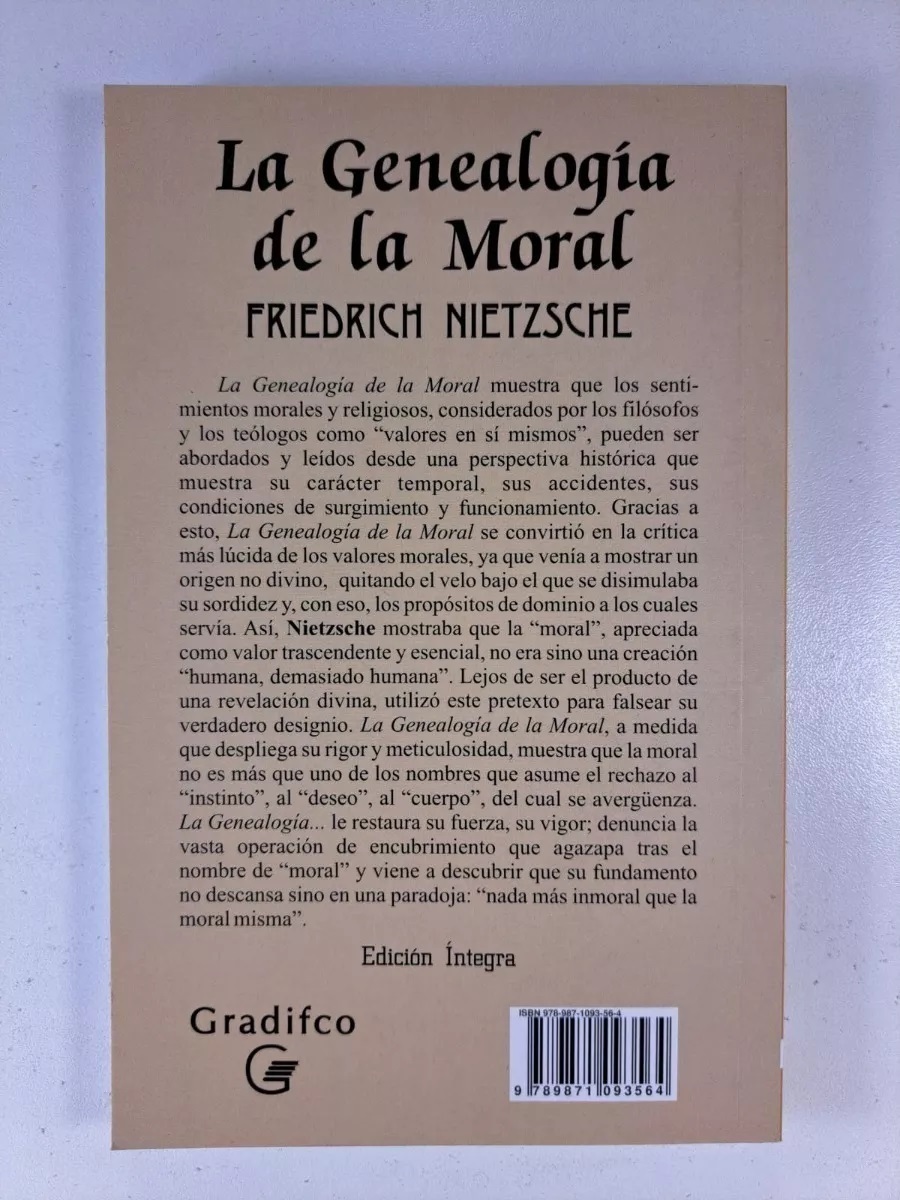 La Genealogía
de la Moral
FRIEDRICH NIETZSCHE
La Genealogía de la Moral muestra que los senti-
mientos morales y religiosos, considerados por los filósofos
y los teólogos como “valores en sí mismos”, pueden ser
abordados y leídos desde una perspectiva histórica que
muestra su carácter temporal, sus accidentes, sus
condiciones de surgimiento y funcionamiento. Gracias a
esto, La Genealogía de la Moral se convirtió en la crítica
más lúcida de los valores morales, ya que venía a mostrar un
origen no divino, quitando el velo bajo el que se disimulaba
su sordidez y, con eso, los propósitos de dominio a los cuales
servía. Así, Nietzsche mostraba que la “moral”, apreciada
como valor trascendente y esencial, no era sino una creación
“humana, demasiado humana”. Lejos de ser el producto de
una revelación divina, utilizó este pretexto para falsear su
verdadero designio. La Genealogía de la Moral, a medida
que despliega su rigor y meticulosidad, muestra que la moral
no es más que uno de los nombres que asume el rechazo al
“instinto”, al “deseo”, al “cuerpo”, del cual se avergüenza.
La Genealogía... le restaura su fuerza, su vigor; denuncia la
vasta operación de encubrimiento que agazapa tras el
nombre de “moral” y viene a descubrir que su fundamento
no descansa sino en una paradoja: “nada más inmoral que la
moral misma”.
Edición Íntegra
Gradifco
ISBN 978-987-1093-56-4
9 789871 093564